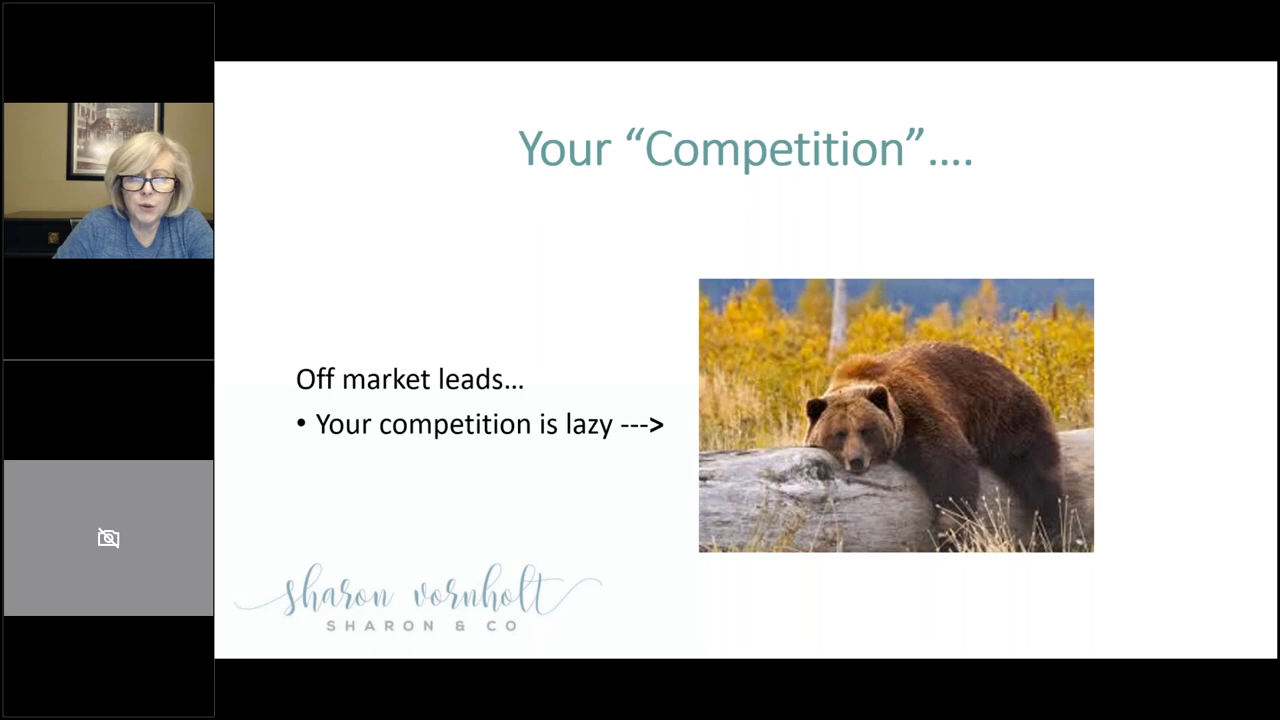 Your “Competition”....
Off market leads...
• Your competition is lazy --->
sharon vornholt
SHARON & CO